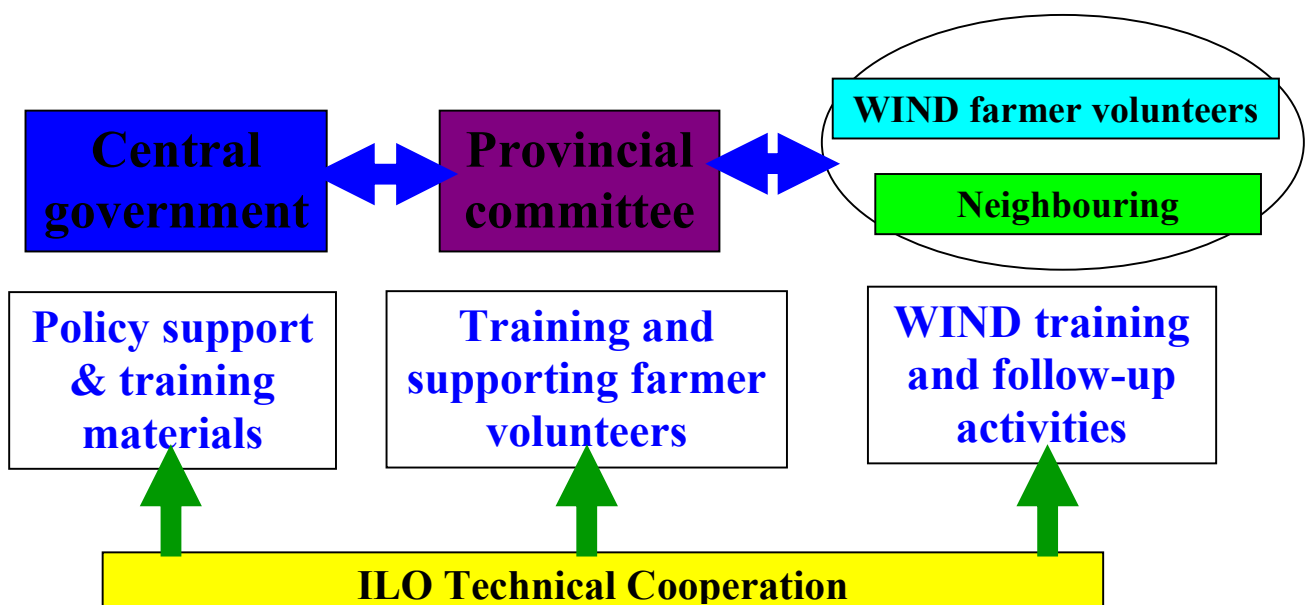 Central
government
Provincial
committee
WIND farmer volunteers
Neighbouring
Policy support
& training
materials
Training and
supporting farmer
volunteers
WIND training
and follow-up
activities
ILO Technical Cooperation